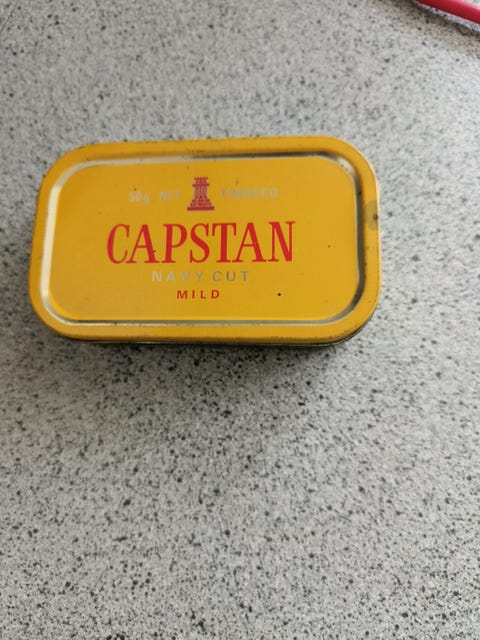 50g. NET TOBACCO
CAPSTAN
NAVY CUT
MILD